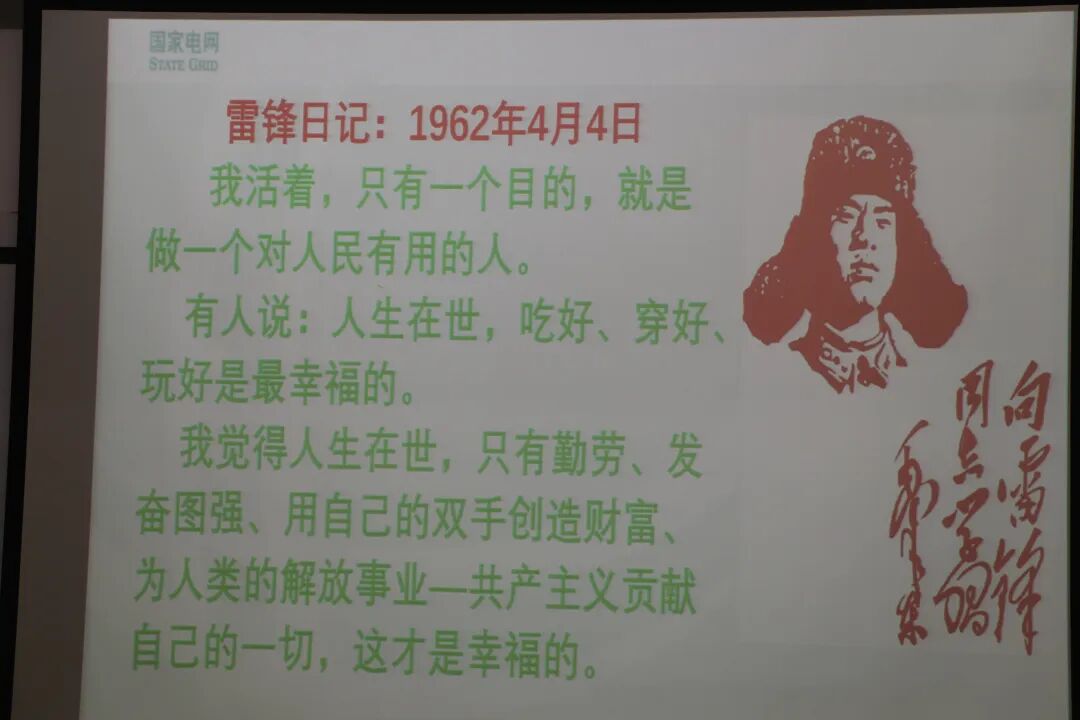 国家电网
STATE GRID
雷锋日记：1962年4月4日
我活着，只有一个目的，就是
做一个对人民有用的人。
有人说：人生在世，吃好、穿好、
玩好是最幸福的。
我觉得人生在世，只有勤劳、发
奋图强、用自己的双手创造财富、
为人类的解放事业—共产主义贡献
自己的一切，这才是幸福的。
向雷锋
同志学习
毛泽东